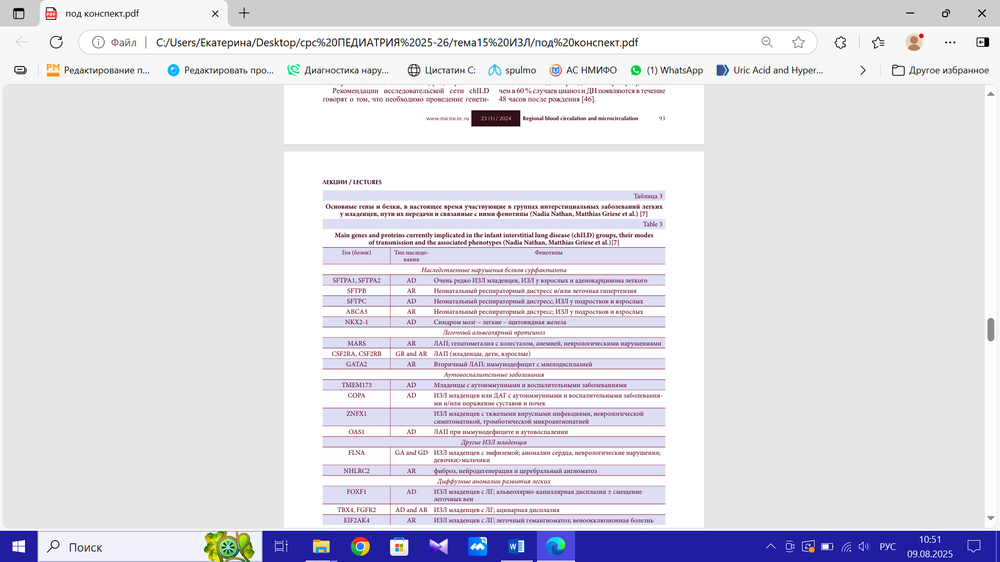 под конспект.pdf
Файл
C:/Users/Екатерина/Desktop/срс%20ПЕДИАТРИЯ%2025-26/тема15%20ИЗЛ/под%20конспект.pdf
PM Редактирование п...
Редактировать про...
Диагностика нару...
Цистатин С:
spulmo
АС НМИФО
(1) WhatsApp
Uric Acid and Hyper...
Другое избранное
Рекомендации исследовательской сети chILD
говорят о том, что необходимо проведение генети-
чем в 60 % случаев цианоз и ДН появляются в течение
48 часов после рождения [46].
www.microcirc.ru 23 (1) / 2024 Regional blood circulation and microcirculation 93
ЛЕКЦИИ / LECTURES
Таблица 3
Основные гены и белки, в настоящее время участвующие в группах интерстициальных заболеваний легких
у младенцев, пути их передачи и связанные с ними фенотипы (Nadia Nathan, Matthias Griese et al.) [7]
Table 3
Main genes and proteins currently implicated in the infant interstitial lung disease (chILD) groups, their modes
of transmission and the associated phenotypes (Nadia Nathan, Matthias Griese et al.)[7]
Ген (белок) Тип наследо- Фенотипы
вания
Наследственные нарушения белков сурфактанта
SFTPA1, SFTPA2 AD Очень редко ИЗЛ младенцев, ИЗЛ у взрослых и аденокарцинома легкого
SFTPB AR Неонатальный респираторный дистресс и/или легочная гипертензия
SFTPC AD Неонатальный респираторный дистресс; ИЗЛ у подростков и взрослых
ABCA3 AR Неонатальный респираторный дистресс; ИЗЛ у подростков и взрослых
NKX2-1 AD Синдром мозг – легкие – щитовидная железа
Легочный альвеолярный протеиноз
MARS AR ЛАП; гепатомегалия с холестазом, анемией, неврологическими нарушениями
CSF2RA, CSF2RB GR and AR ЛАП (младенцы, дети, взрослые)
GATA2 AR Вторичный ЛАП; иммунодефицит с миелодисплазией
Аутовоспалительные заболевания
TMEM173 AD Младенцы с аутоиммунными и воспалительными заболеваниями
COPA AD ИЗЛ младенцев или ДАГ с аутоиммунными и воспалительными заболевания-
ми и/или поражение суставов и почек
ZNFX1 ИЗЛ младенцев с тяжелыми вирусными инфекциями, неврологической
симптоматикой, тромботической микроангиопатией
OAS1 AD ЛАП при иммунодефиците и аутовоспалении
Другие ИЗЛ младенцев
FLNA GA and GD ИЗЛ младенцев с эмфиземой; аномалии сердца, неврологические нарушения;
девочки>мальчики
NHLRC2 AR фиброз, нейродегенерация и церебральный ангиоматоз
Диффузные аномалии развития легких
FOXF1 AD ИЗЛ младенцев с ЛГ; альвеолярно-капиллярная дисплазия ± смещение
легочных вен
TBX4, FGFR2 AD and AR ИЗЛ младенцев с ЛГ; ацинарная дисплазия
EIF2AK4 AR ИЗЛ младенцев с ЛГ; легочный гемангиоматоз; веноокклюзионная болезнь
Поиск
РУС
10:51
09.08.2025